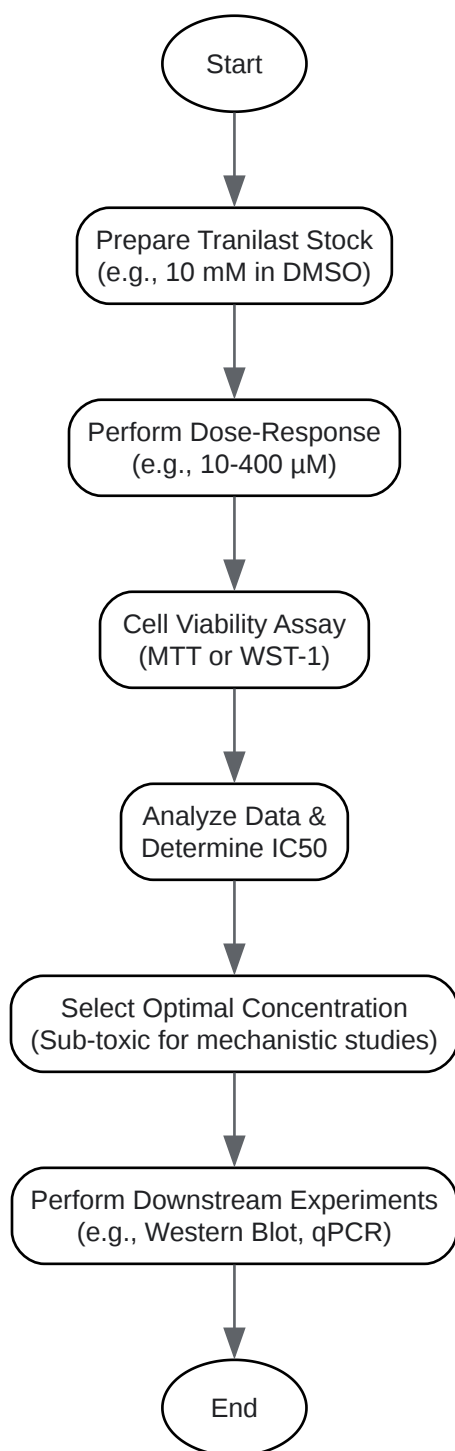 Start
Prepare Tranilast Stock
(e.g., 10 mM in DMSO)
Perform Dose-Response
(e.g., 10-400 µM)
Cell Viability Assay
(MTT or WST-1)
Analyze Data &
Determine IC50
Select Optimal Concentration
(Sub-toxic for mechanistic studies)
Perform Downstream Experiments
(e.g., Western Blot, qPCR)
End